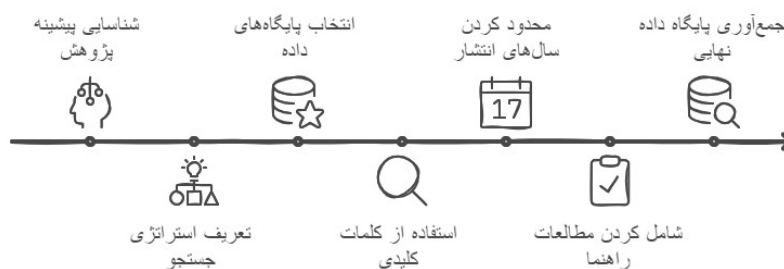 شناسایی پیشینه
پژوهش
تعریف استراتژی
جستجو
انتخاب پایگاه‌های
داده
استفاده از کلمات
کلیدی
محدود کردن
سال‌های انتشار
17
شامل کردن مطالعات
راهنما
جمع‌آوری پایگاه داده
نهایی